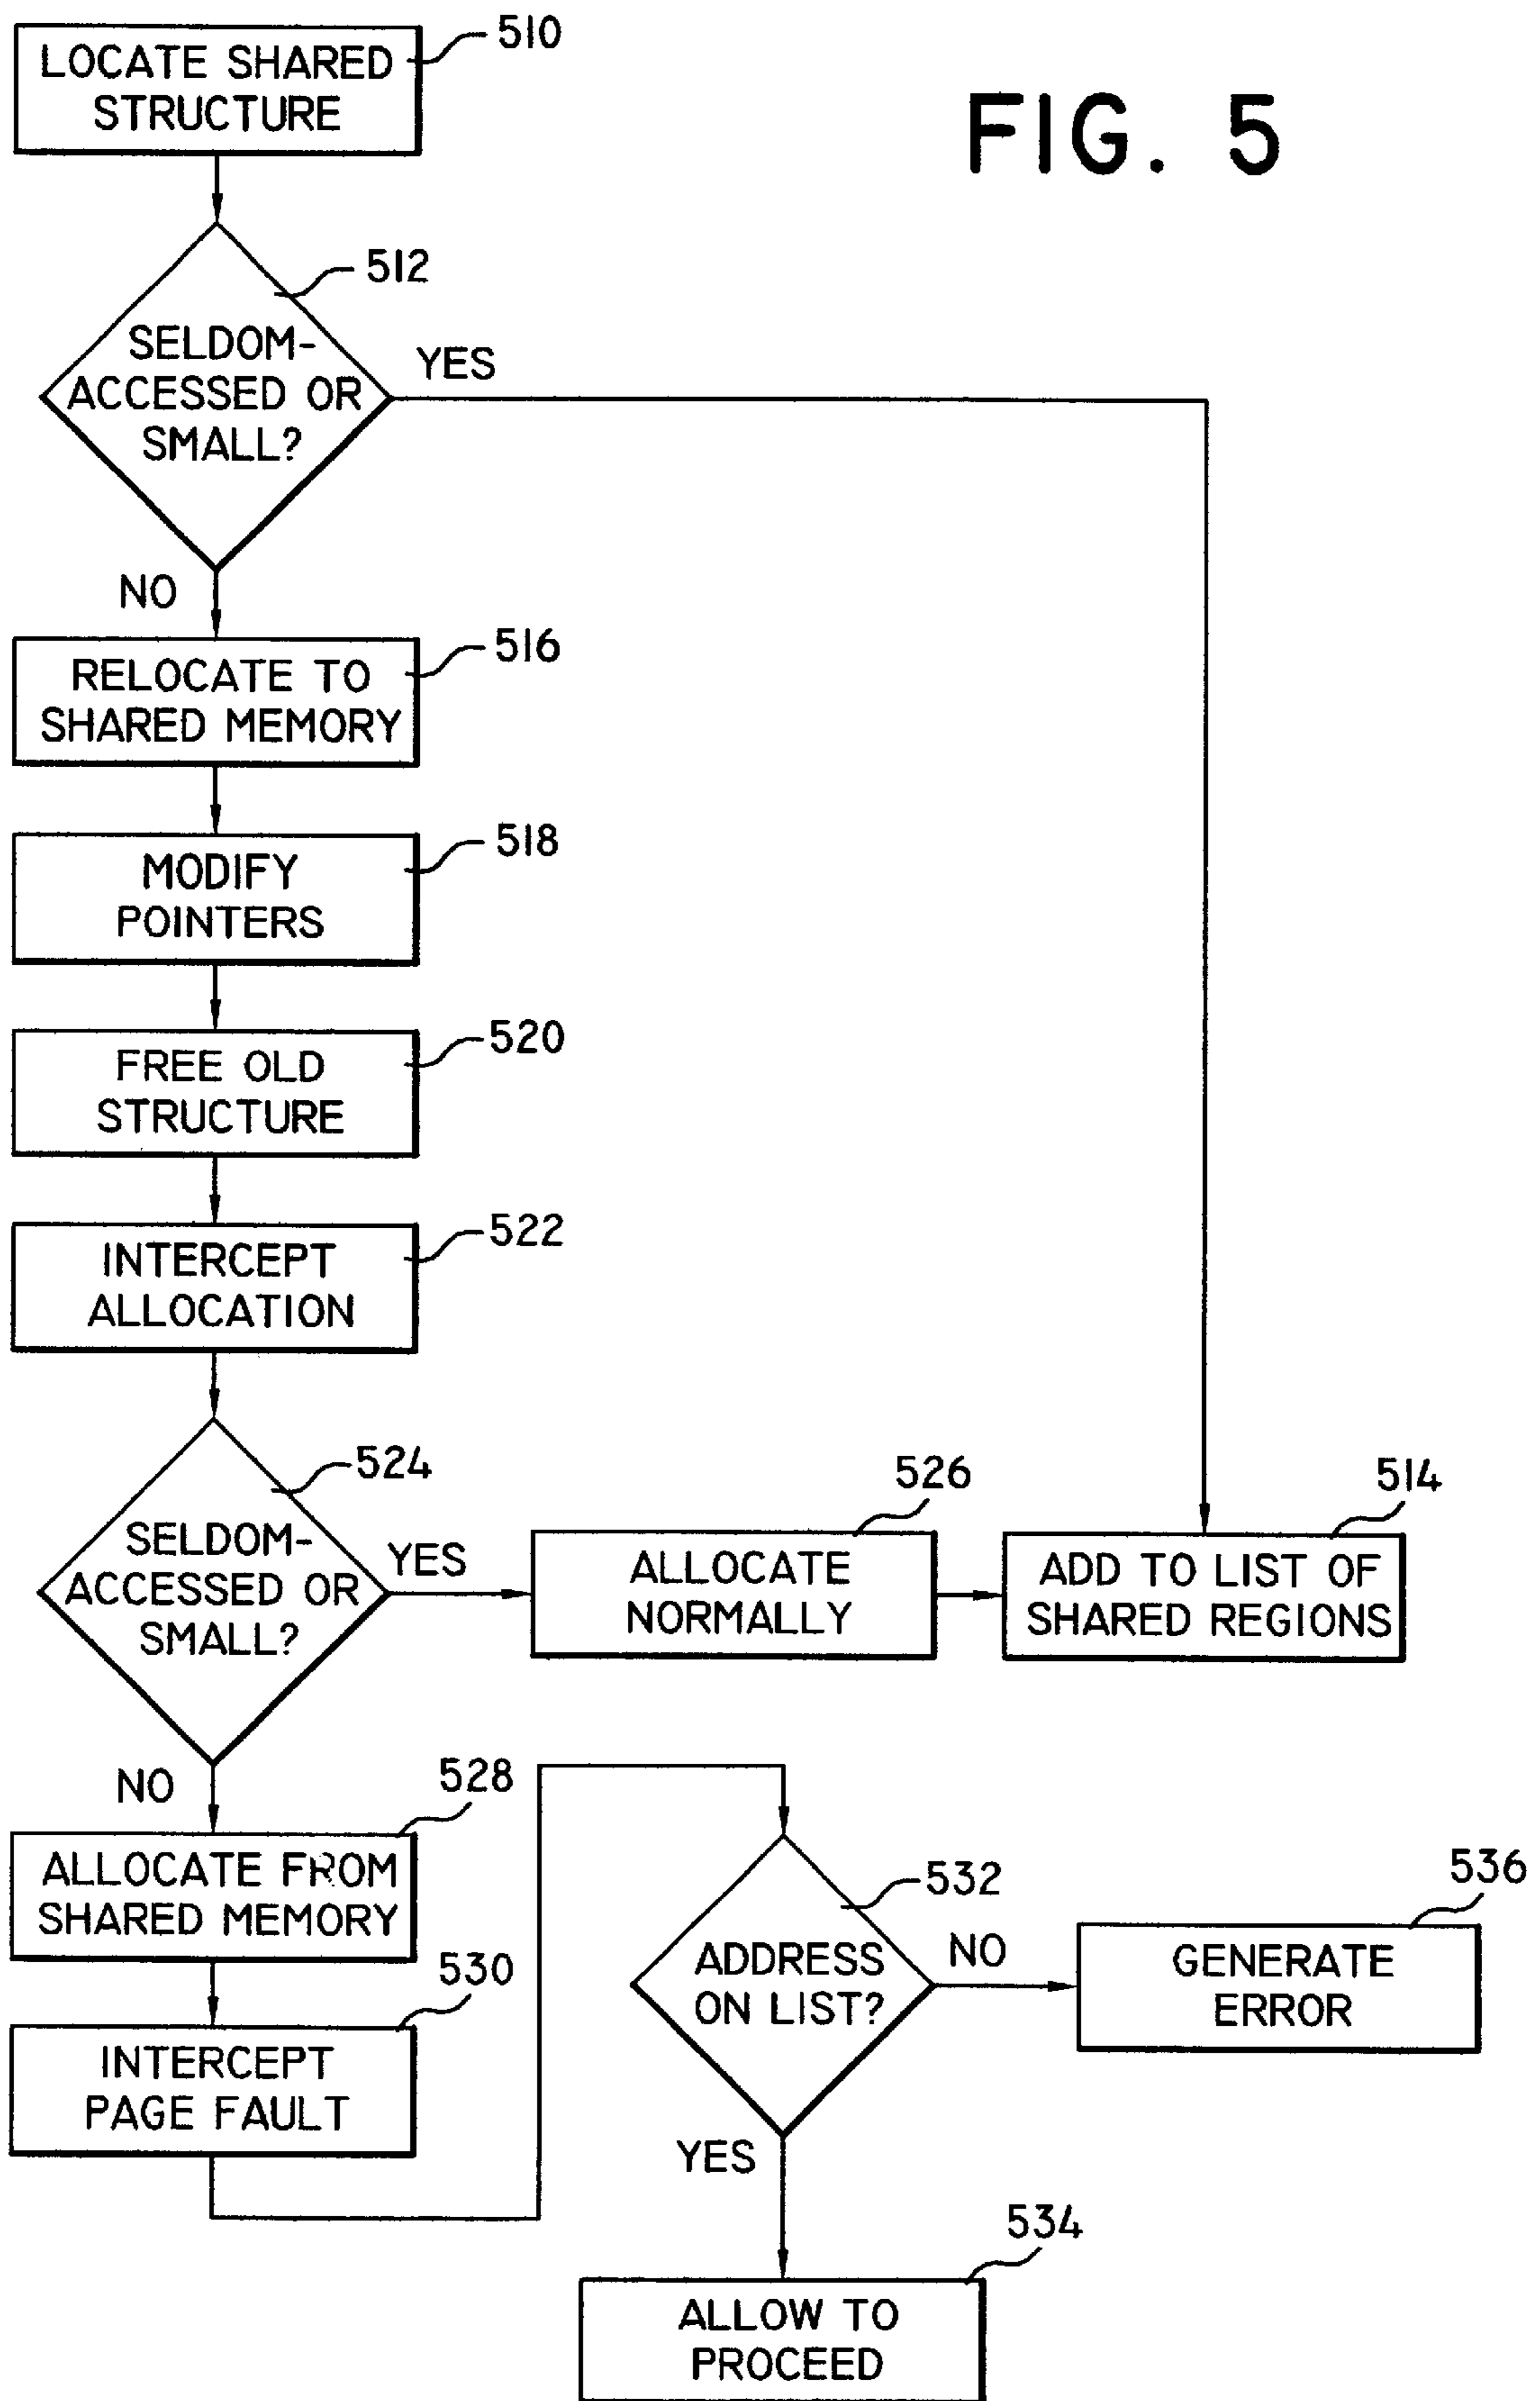 510
LOCATE SHARED
STRUCTURE
FIG. 5
512
SELDOM-
ACCESSED OR
SMALL?
YES
NO
516
RELOCATE TO
SHARED MEMORY
518
MODIFY
POINTERS
520
FREE OLD
STRUCTURE
522
INTERCEPT
ALLOCATION
524
SELDOM-
ACCESSED OR
SMALL?
YES
526
ALLOCATE
NORMALLY
514
ADD TO LIST OF
SHARED REGIONS
NO
528
ALLOCATE FROM
SHARED MEMORY
530
INTERCEPT
PAGE FAULT
532
ADDRESS
ON LIST?
NO
536
GENERATE
ERROR
YES
534
ALLOW TO
PROCEED